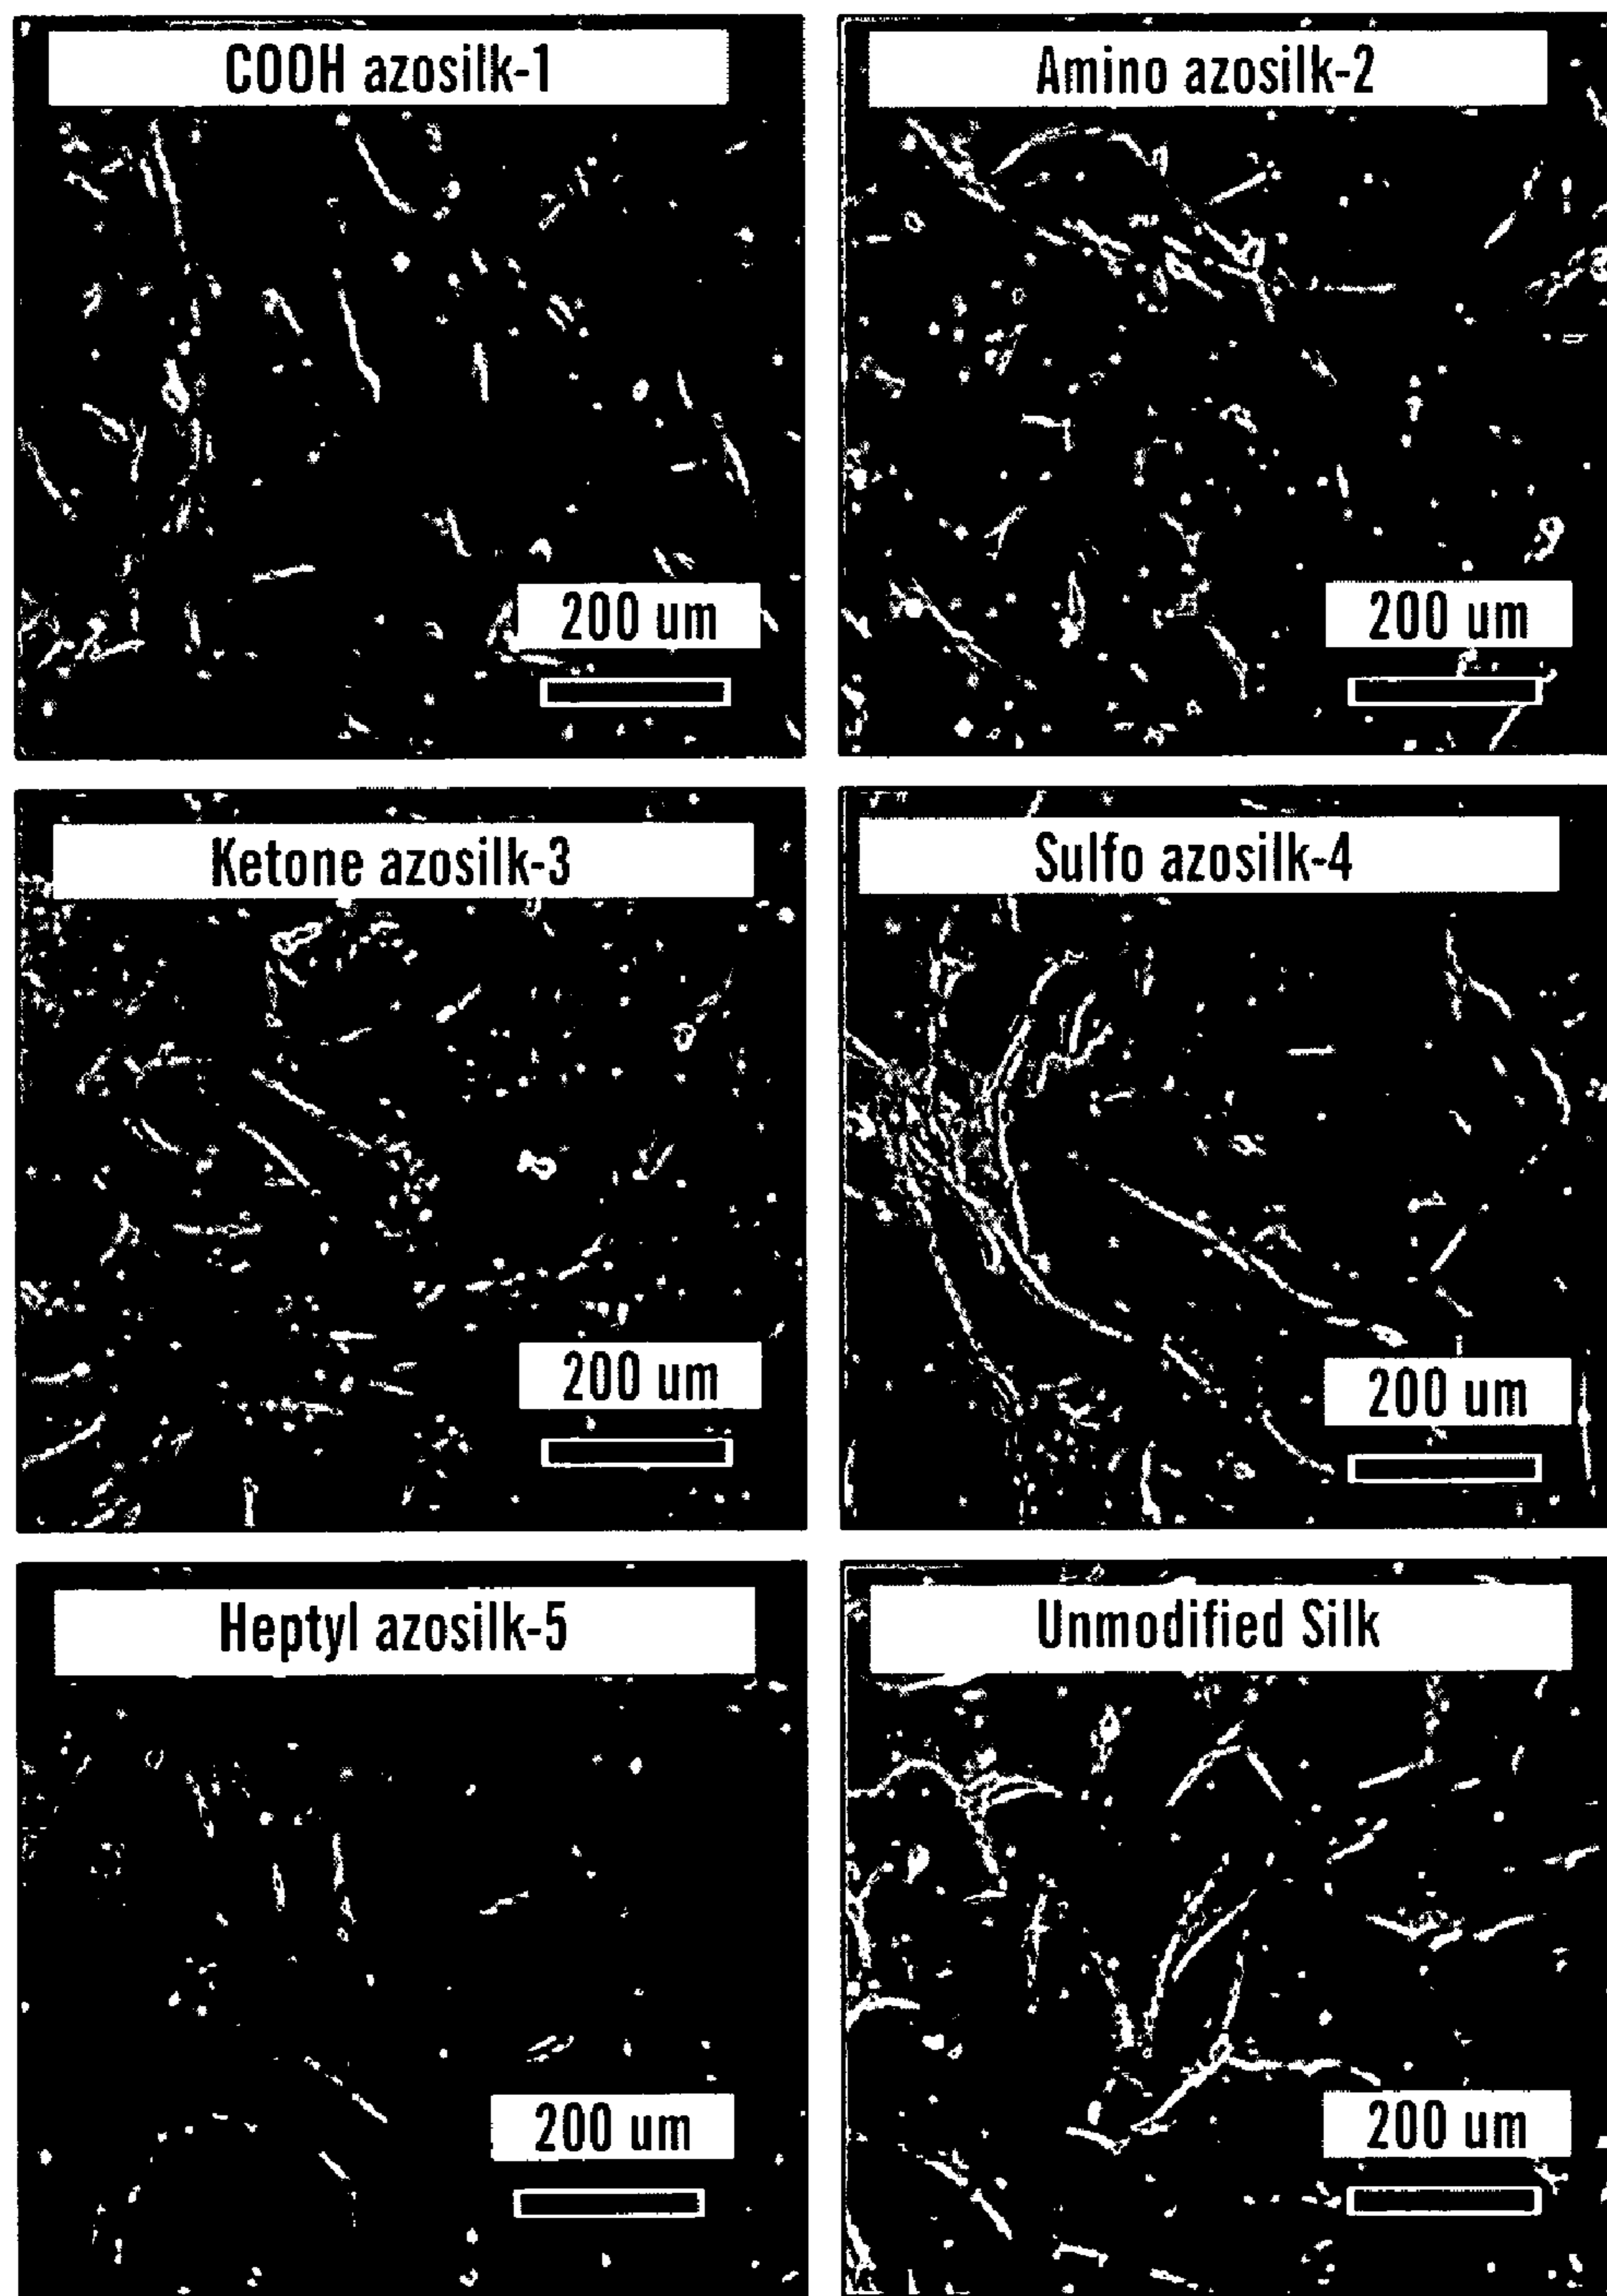 COOH azosilk-1
Amino azosilk-2
200 um
200 um
Ketone azosilk-3
Sulfo azosilk-4
200 um
200 um
Heptyl azosilk-5
Unmodified Silk
200 um
200 um